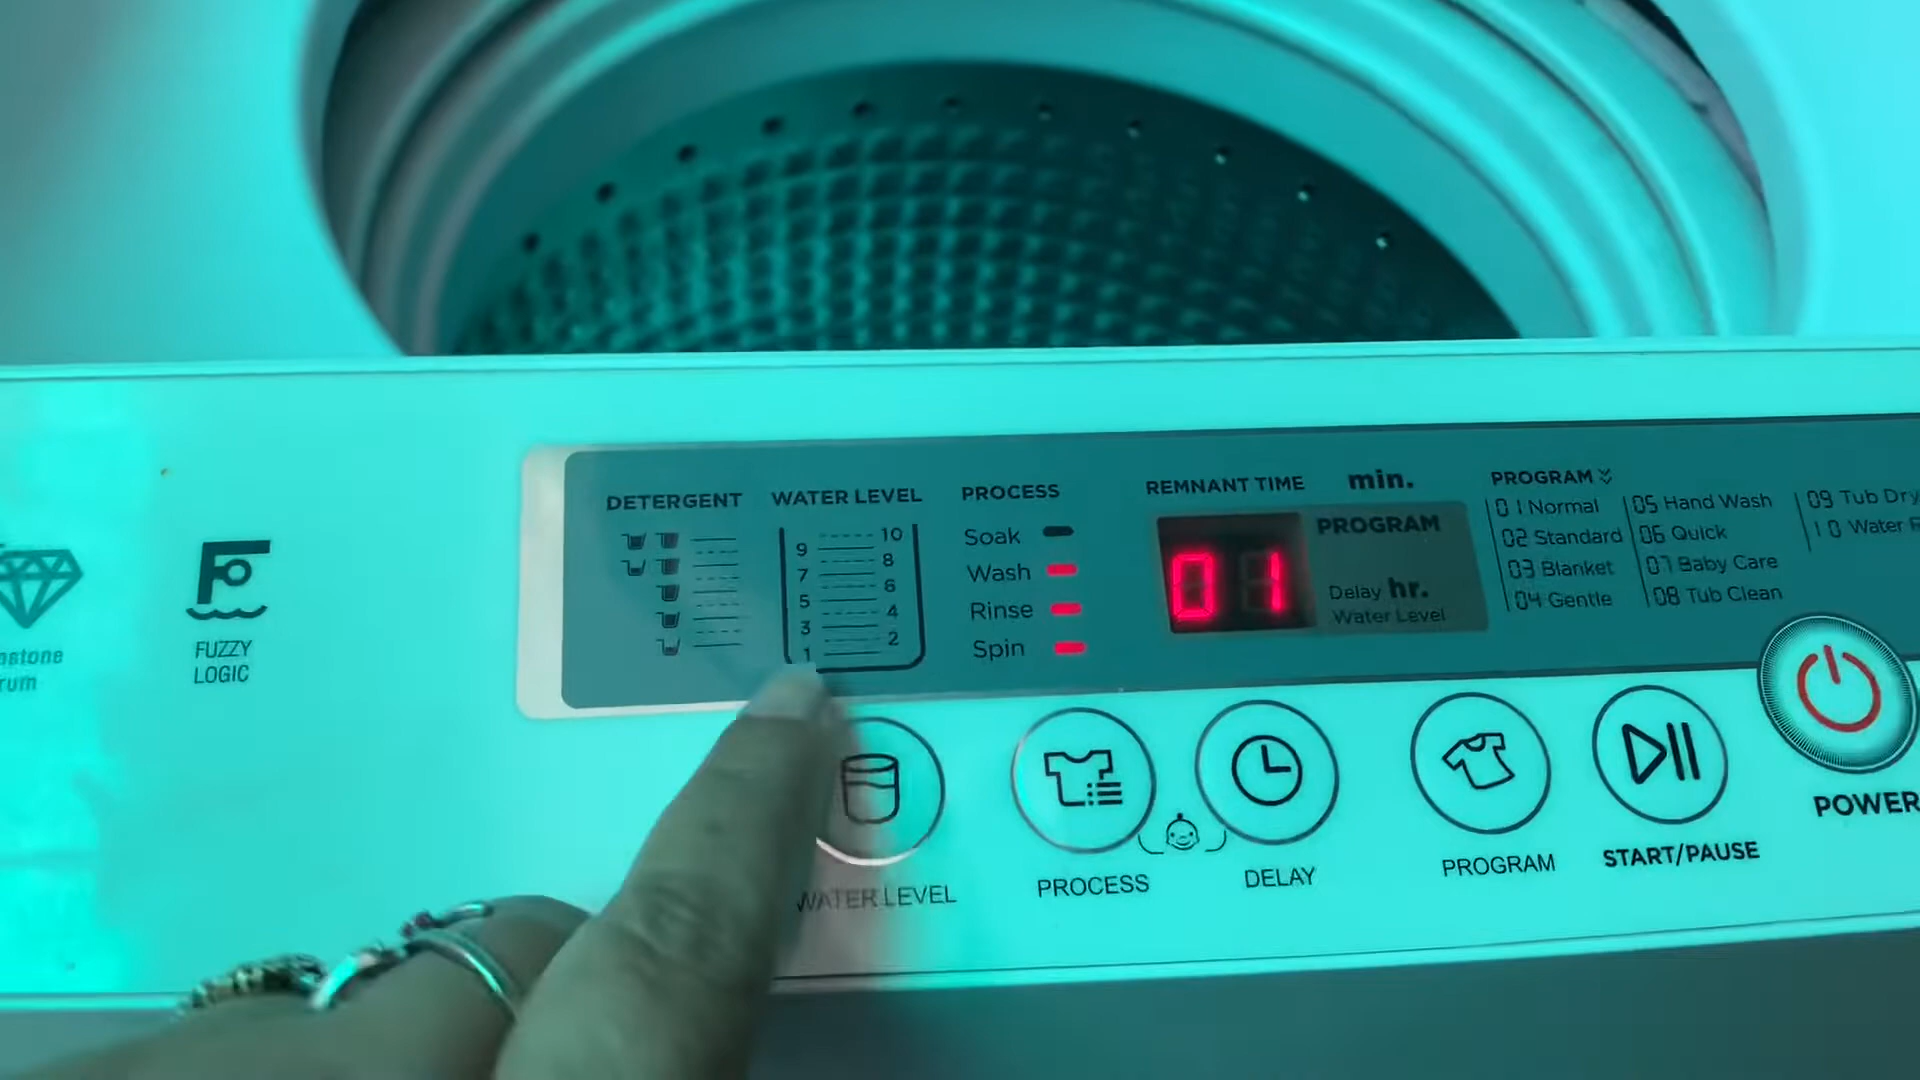 DETERGENT
WATER LEVEL
10
9
8
7
6
5
4
3
2
1
PROCESS
Soak
Wash
Rinse
Spin
REMNANT TIME
min.
PROGRAM
01
Delay hr.
Water Level
PROGRAM
01 Normal
02 Standard
03 Blanket
04 Gentle
05 Hand Wash
06 Quick
07 Baby Care
08 Tub Clean
09 Tub Dry
10 Water
FUZZY
LOGIC
WATER LEVEL
PROCESS
DELAY
PROGRAM
START/PAUSE
POWER